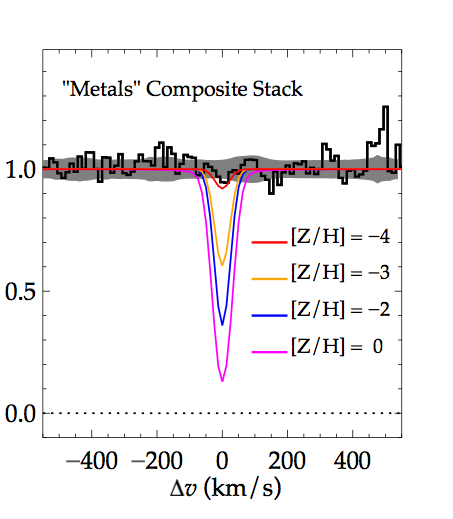 "Metals" Composite Stack
1.0
[Z/H] = −4
[Z/H] = −3
0.5
[Z/H] = −2
[Z/H] = 0
0.0
−400 −200 0 200 400
Δv (km/s)